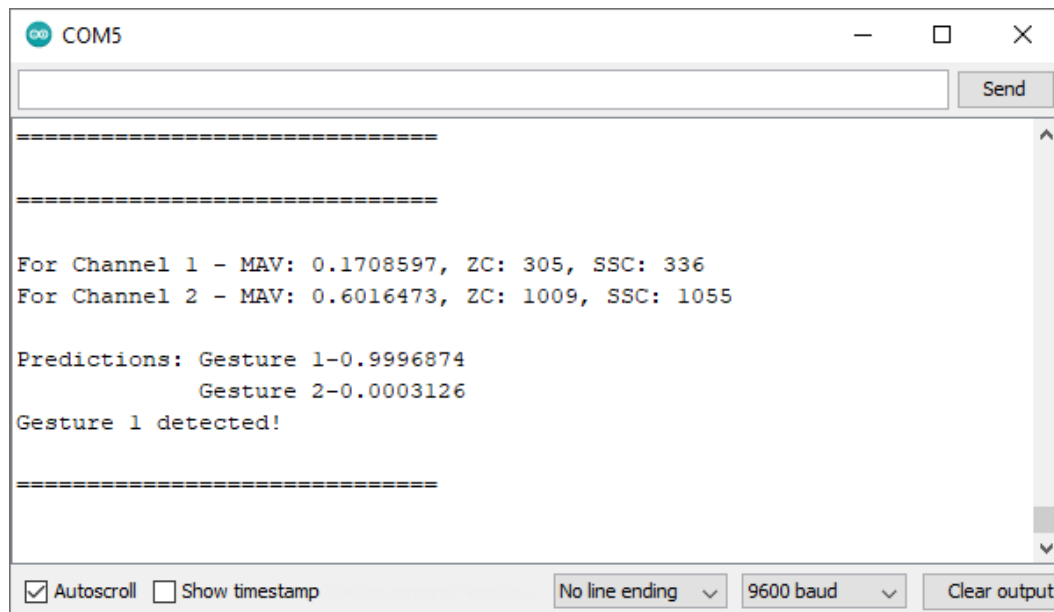 COM5
Send
==============================
==============================
For Channel 1 - MAV: 0.1708597, ZC: 305, SSC: 336
For Channel 2 - MAV: 0.6016473, ZC: 1009, SSC: 1055
Predictions: Gesture 1-0.9996874
Gesture 2-0.0003126
Gesture 1 detected!
==============================
Autoscroll Show timestamp No line ending 9600 baud Clear output